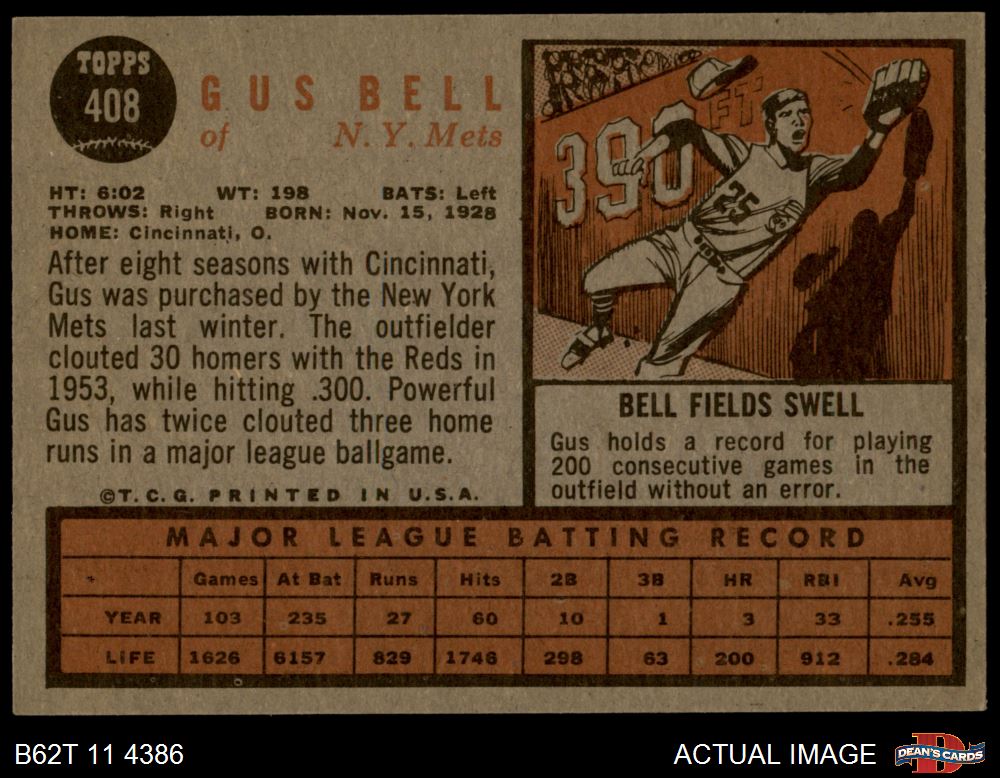 TOPPS
408
GUS BELL
of N. Y. Mets
HT: 6:02 WT: 198 BATS: Left
THROWS: Right BORN: Nov. 15, 1928
HOME: Cincinnati, O.
After eight seasons with Cincinnati,
Gus was purchased by the New York
Mets last winter. The outfielder
clouted 30 homers with the Reds in
1953, while hitting .300. Powerful
Gus has twice clouted three home
runs in a major league ballgame.
©T. C. G. PRINTED IN U.S.A.
390 FT
25
BELL FIELDS SWELL
Gus holds a record for playing
200 consecutive games in the
outfield without an error.
MAJOR LEAGUE BATTING RECORD
Games At Bat Runs Hits 2B 3B HR RBI Avg
YEAR 103 235 27 60 10 1 3 33 .255
LIFE 1626 6157 829 1746 298 63 200 912 .284
B62T 11 4386
ACTUAL IMAGE
DEAN'S CARDS